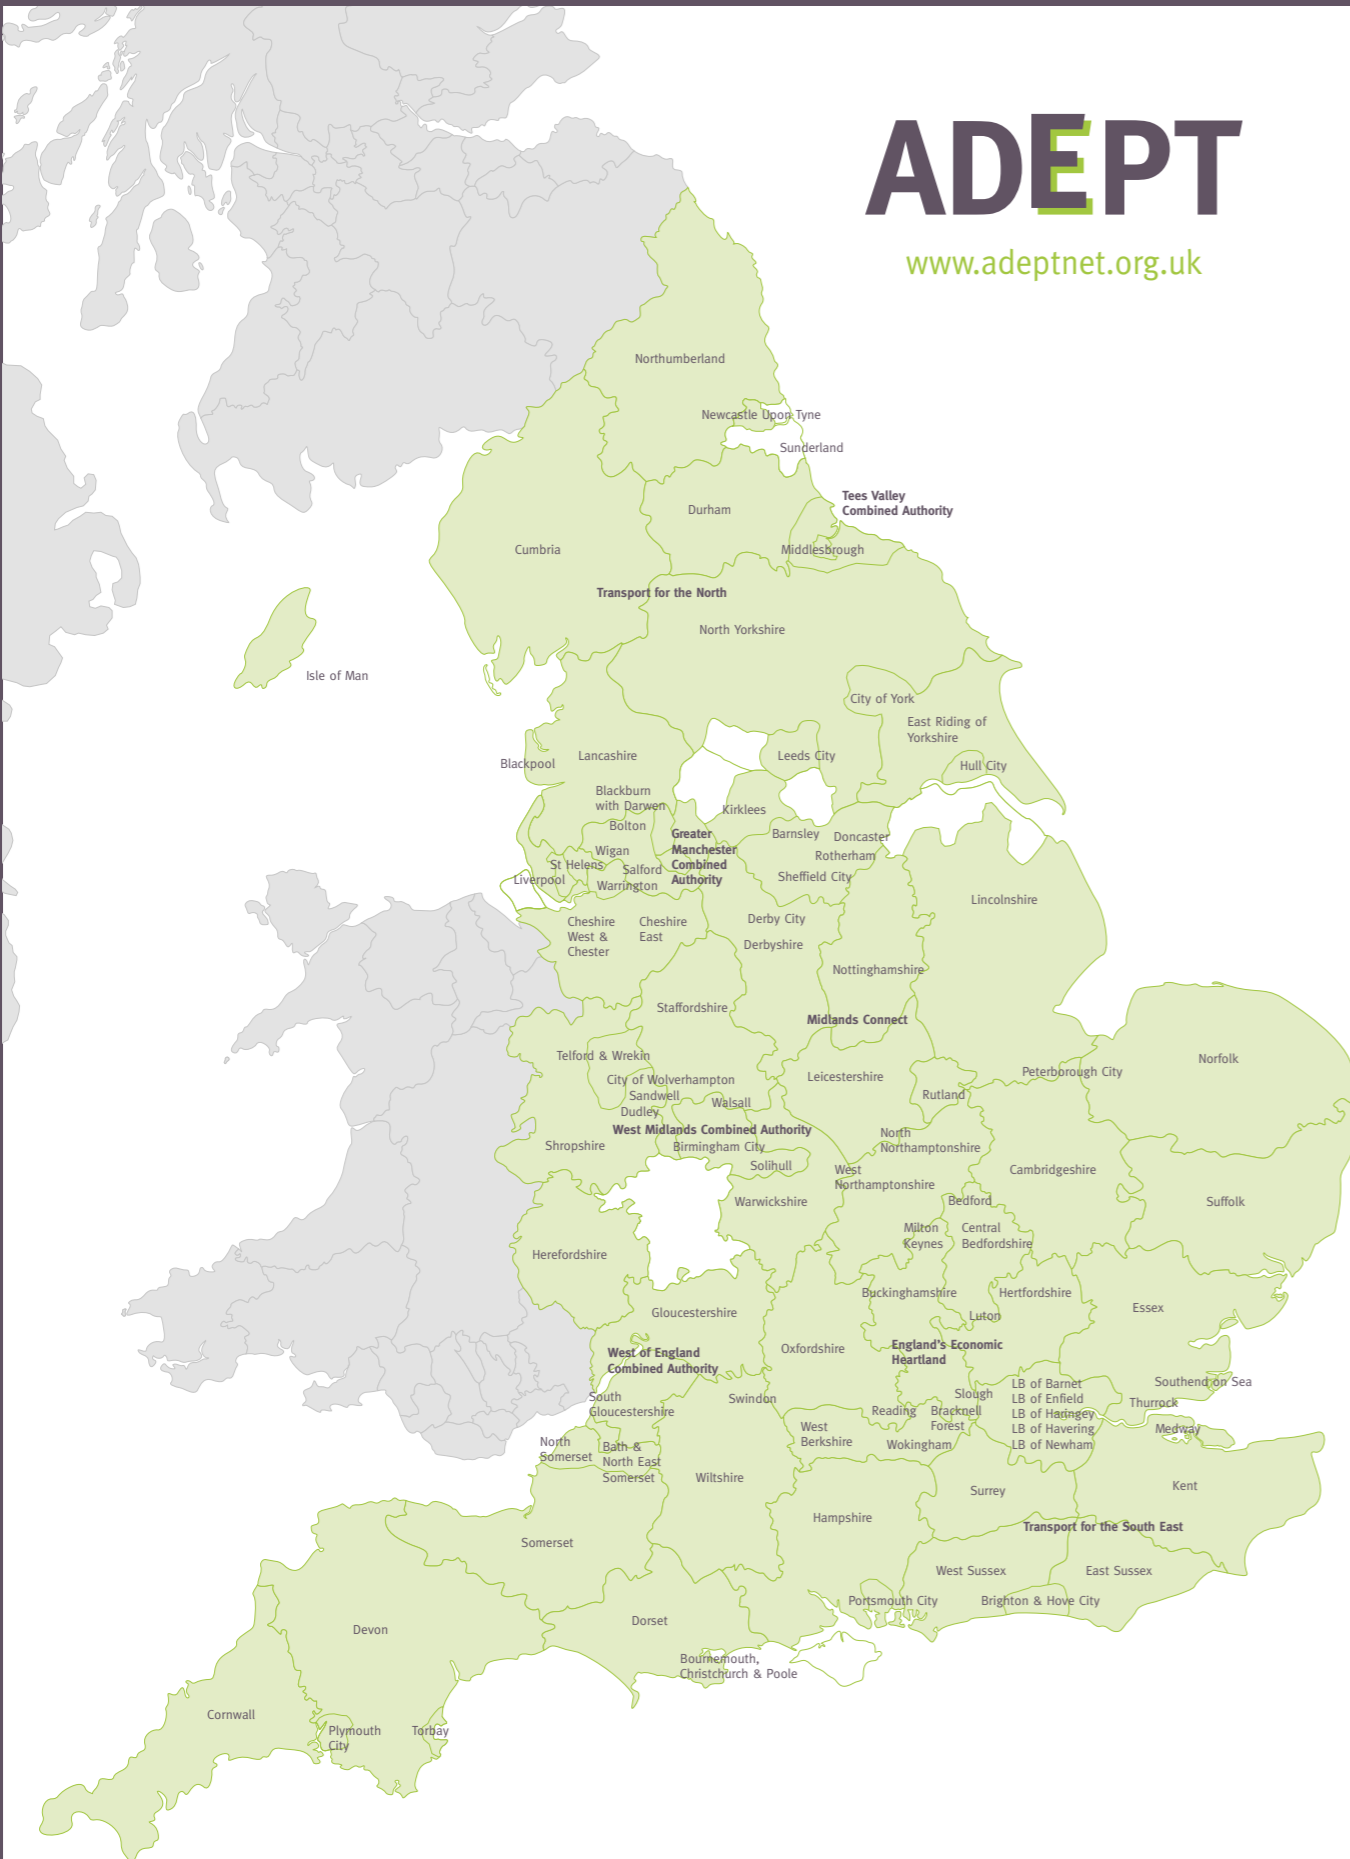 ADEPT
www.adeptnet.org.uk
Northumberland
Newcastle Upon Tyne
Sunderland
Tees Valley
Combined Authority
Durham
Middlesbrough
Cumbria
Transport for the North
North Yorkshire
Isle of Man
City of York
East Riding of
Yorkshire
Hull City
Leeds City
Lancashire
Blackpool
Blackburn
with Darwen
Kirklees
Bolton
Greater
Manchester
Combined
Authority
Barnsley
Doncaster
Rotherham
Wigan
St Helens
Salford
Liverpool
Warrington
Sheffield City
Lincolnshire
Cheshire
West &
Chester
Cheshire
East
Derby City
Derbyshire
Nottinghamshire
Staffordshire
Midlands Connect
Norfolk
Telford & Wrekin
Leicestershire
Peterborough City
City of Wolverhampton
Sandwell
Dudley
Walsall
Rutland
West Midlands Combined Authority
Shropshire
Birmingham City
North
Northamptonshire
Solihull
West
Northamptonshire
Cambridgeshire
Warwickshire
Bedford
Suffolk
Milton
Keynes
Central
Bedfordshire
Herefordshire
Buckinghamshire
Hertfordshire
Gloucestershire
Luton
Essex
West of England
Combined Authority
Oxfordshire
England's Economic
Heartland
South
Gloucestershire
Swindon
Slough
LB of Barnet
LB of Enfield
LB of Haringey
LB of Havering
LB of Newham
Southend on Sea
Thurrock
Reading
Bracknell
Forest
West
Berkshire
Wokingham
Medway
North
Somerset
Bath &
North East
Somerset
Wiltshire
Surrey
Kent
Hampshire
Transport for the South East
Somerset
West Sussex
East Sussex
Portsmouth City
Brighton & Hove City
Dorset
Devon
Bournemouth,
Christchurch & Poole
Cornwall
Plymouth
City
Torbay